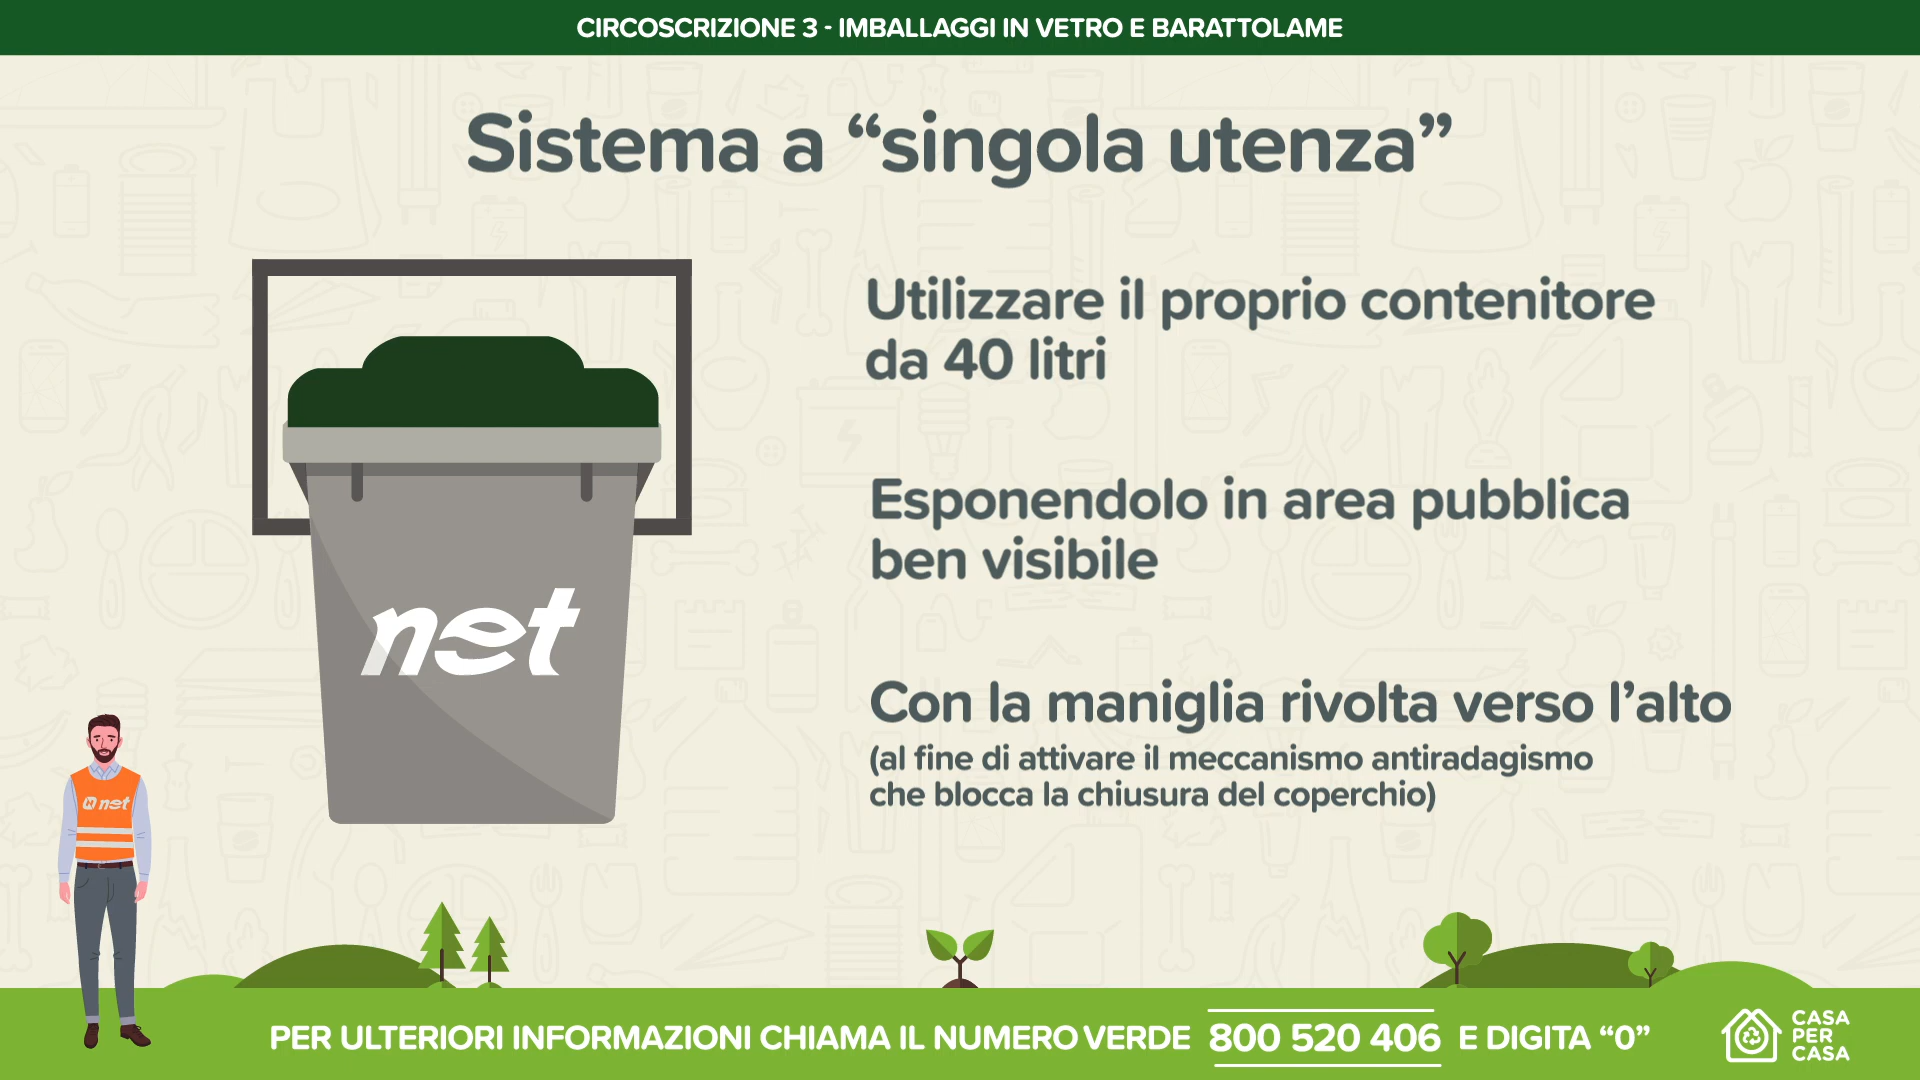 CIRCOSCRIZIONE 3 - IMBALLAGGI IN VETRO E BARATTOLAME
Sistema a “singola utenza”
Utilizzare il proprio contenitore
da 40 litri
Esponendolo in area pubblica
ben visibile
net
Con la maniglia rivolta verso l’alto
(al fine di attivare il meccanismo antiradagismo
che blocca la chiusura del coperchio)
net
PER ULTERIORI INFORMAZIONI CHIAMA IL NUMERO VERDE 800 520 406 E DIGITA “0”
CASA
PER
CASA